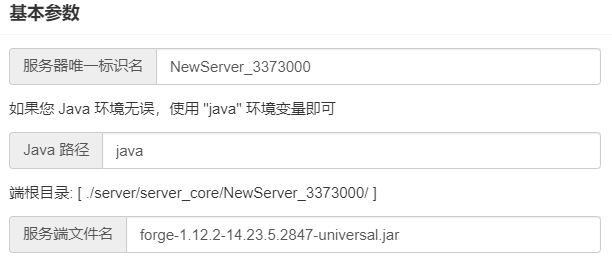 基本参数
服务器唯一标识名 NewServer_3373000
如果您 Java 环境无误，使用 "java" 环境变量即可
Java 路径 java
端根目录: [ ./server/server_core/NewServer_3373000/ ]
服务端文件名 forge-1.12.2-14.23.5.2847-universal.jar